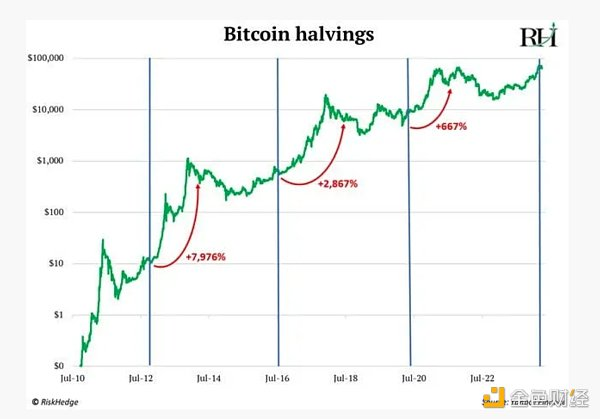 Bitcoin halvings
RH
$100,000
$10,000
$1,000
$100
$10
$1
$0
+7,976%
+2,867%
+667%
Jul-10
Jul-12
Jul-14
Jul-16
Jul-18
Jul-20
Jul-22
© RiskHedge
Source:
金色财经